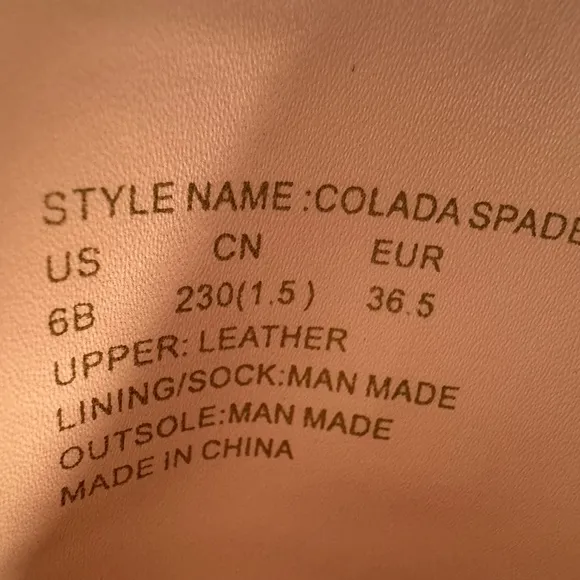 STYLE NAME :COLADA SPADE
US CN EUR
6B 230(1.5) 36.5
UPPER: LEATHER
LINING/SOCK:MAN MADE
OUTSOLE:MAN MADE
MADE IN CHINA